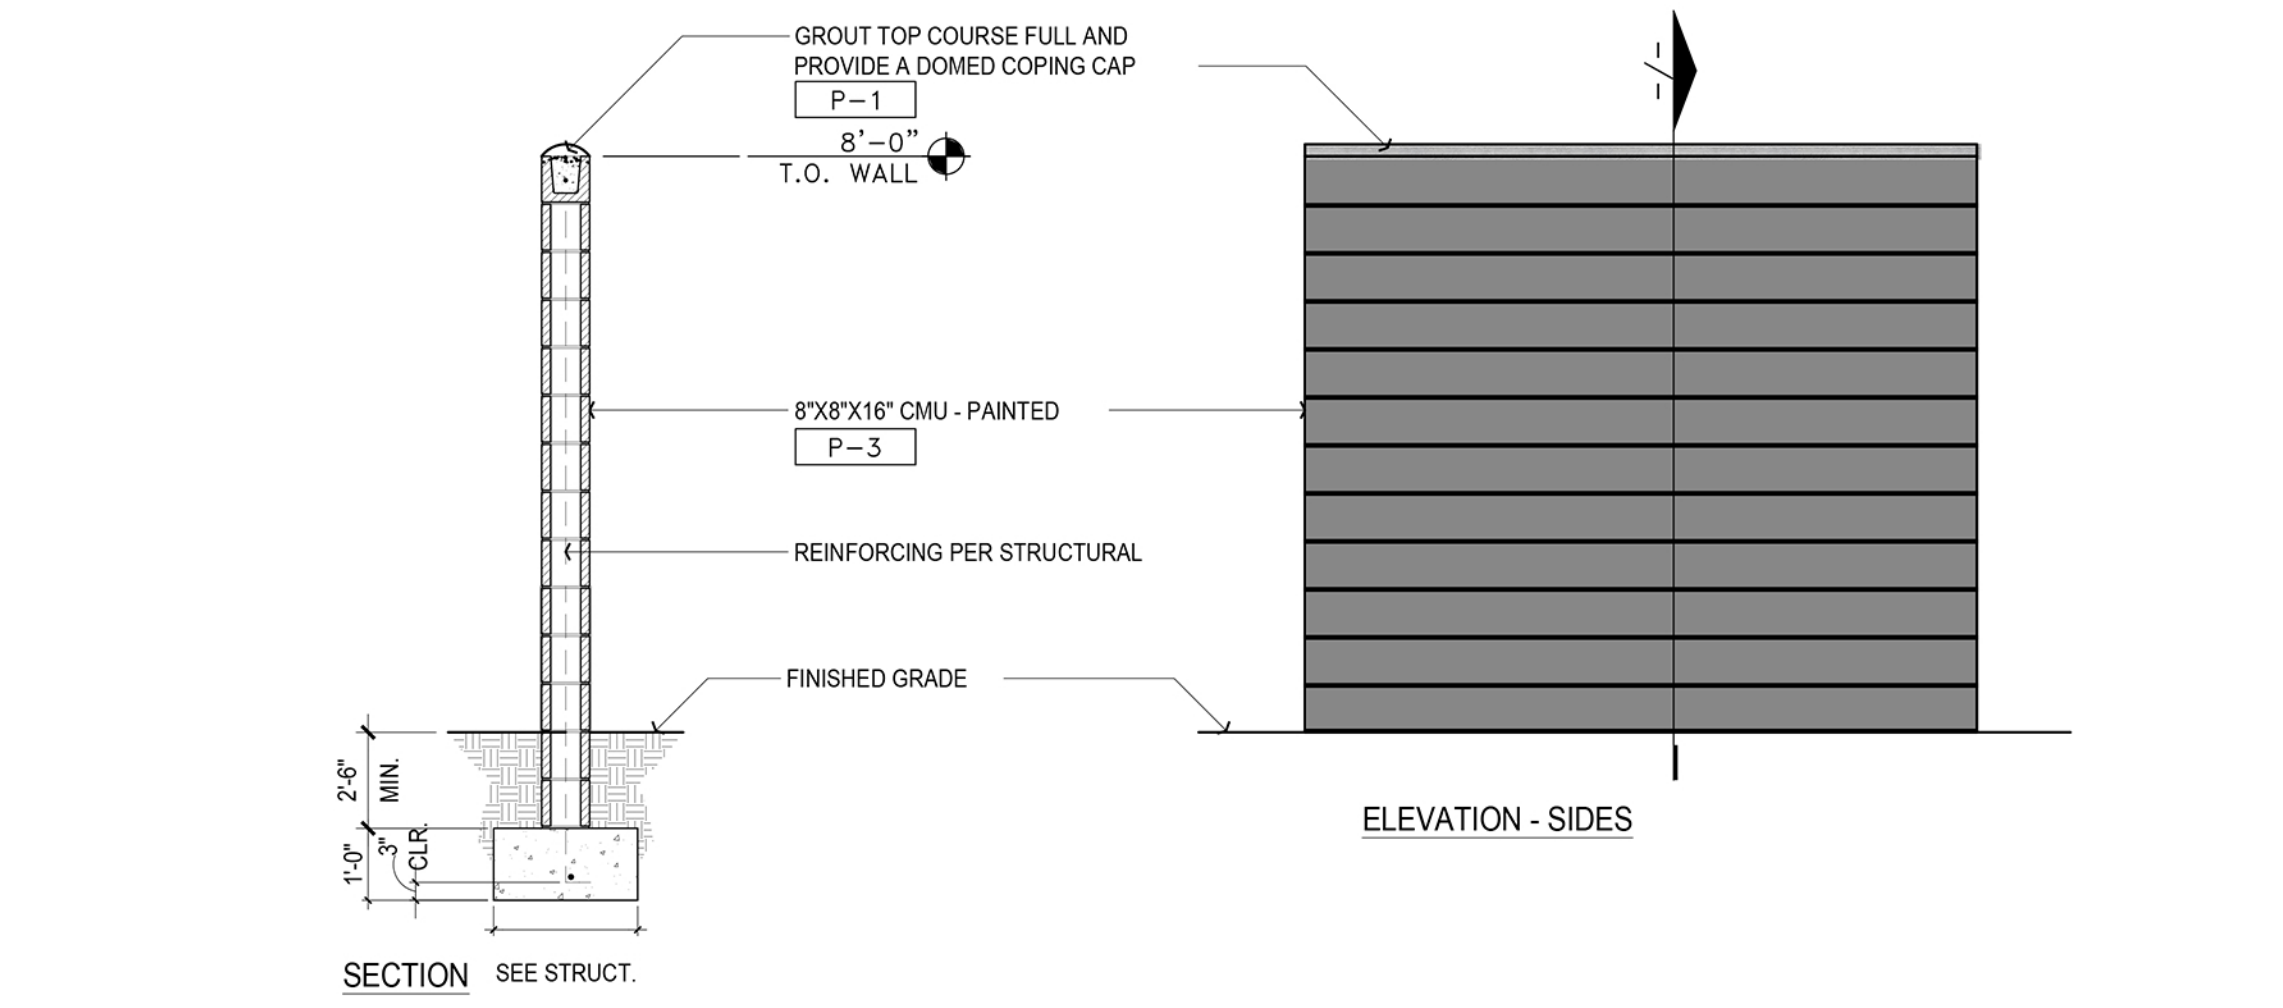 GROUT TOP COURSE FULL AND
PROVIDE A DOMED COPING CAP
P-1
8'-0"
T.O. WALL
8"X8"X16" CMU - PAINTED
P-3
REINFORCING PER STRUCTURAL
FINISHED GRADE
2'-6"
MIN.
1'-0"
3"
CLR.
SECTION
SEE STRUCT.
ELEVATION - SIDES